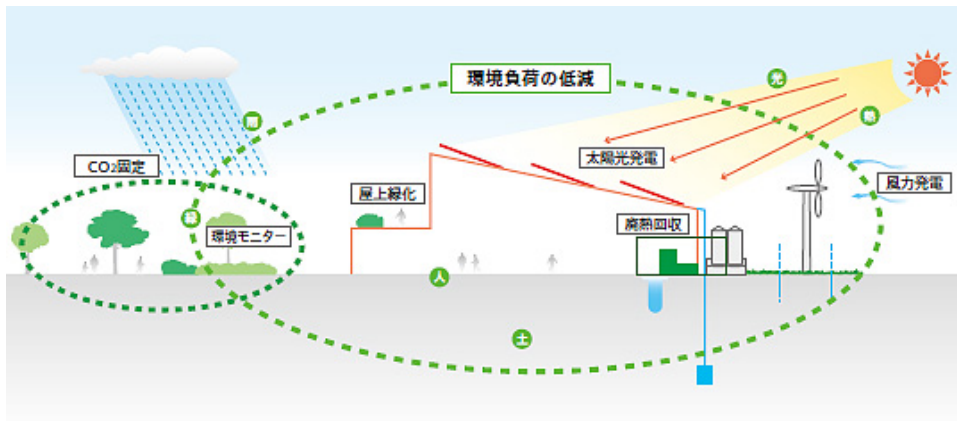 環境負荷の低減
光
熱
雨
CO2固定
太陽光発電
屋上緑化
風力発電
緑
環境モニター
廃熱回収
人
土